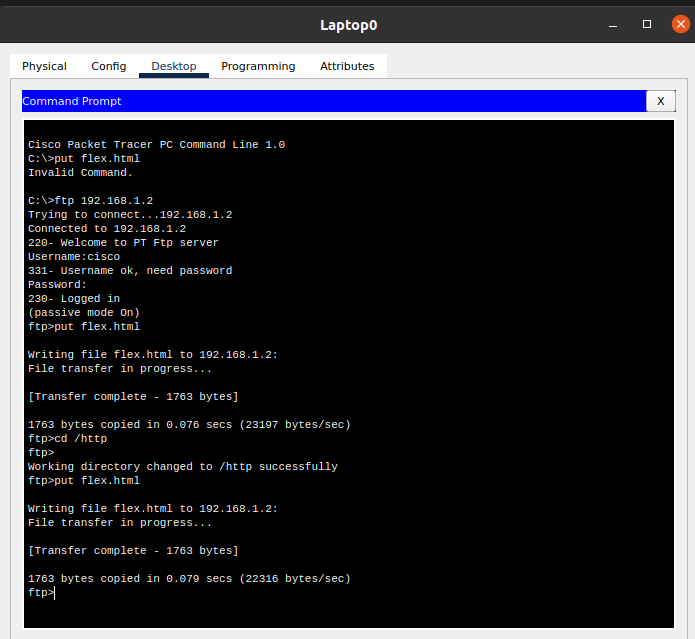 Laptop0
Physical Config Desktop Programming Attributes
Command Prompt
X
Cisco Packet Tracer PC Command Line 1.0
C:\>put flex.html
Invalid Command.
C:\>ftp 192.168.1.2
Trying to connect...192.168.1.2
Connected to 192.168.1.2
220- Welcome to PT Ftp server
Username:cisco
331- Username ok, need password
Password:
230- Logged in
(passive mode On)
ftp>put flex.html
Writing file flex.html to 192.168.1.2:
File transfer in progress...
[Transfer complete - 1763 bytes]
1763 bytes copied in 0.076 secs (23197 bytes/sec)
ftp>cd /http
ftp>
Working directory changed to /http successfully
ftp>put flex.html
Writing file flex.html to 192.168.1.2:
File transfer in progress...
[Transfer complete - 1763 bytes]
1763 bytes copied in 0.079 secs (22316 bytes/sec)
ftp>